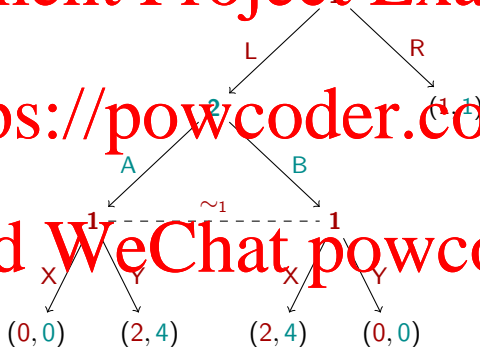 ment Project Exa
L
R
2
(1,1)
ps://powcoder.co
A
B
1 ~1 1
d WeChat powco
X Y X Y
(0,0) (2,4) (2,4) (0,0)